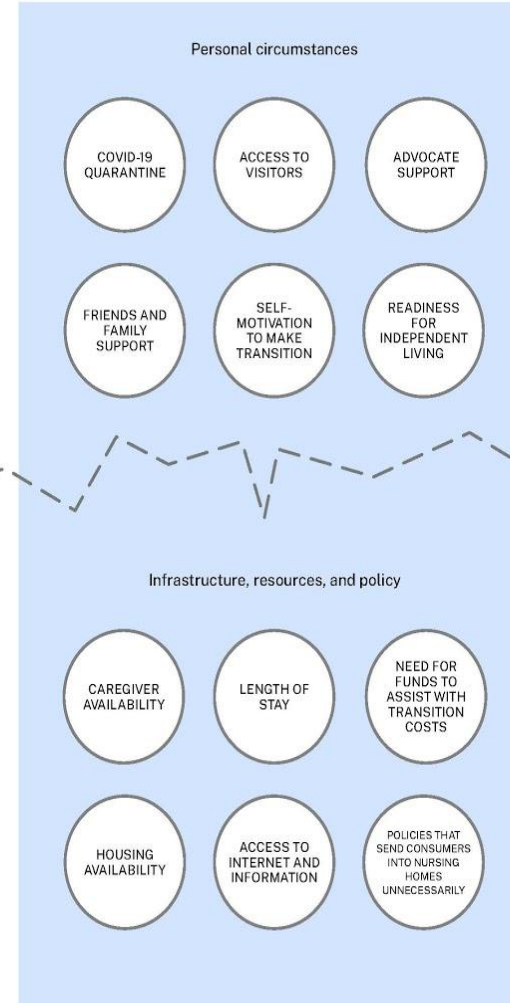 Personal circumstances
COVID-19
QUARANTINE
ACCESS TO
VISITORS
ADVOCATE
SUPPORT
FRIENDS AND
FAMILY
SUPPORT
SELF-
MOTIVATION
TO MAKE
TRANSITION
READINESS
FOR
INDEPENDENT
LIVING
Infrastructure, resources, and policy
CAREGIVER
AVAILABILITY
LENGTH OF
STAY
NEED FOR
FUNDS TO
ASSIST WITH
TRANSITION
COSTS
HOUSING
AVAILABILITY
ACCESS TO
INTERNET AND
INFORMATION
POLICIES THAT
SEND CONSUMERS
INTO NURSING
HOMES
UNNECESSARILY